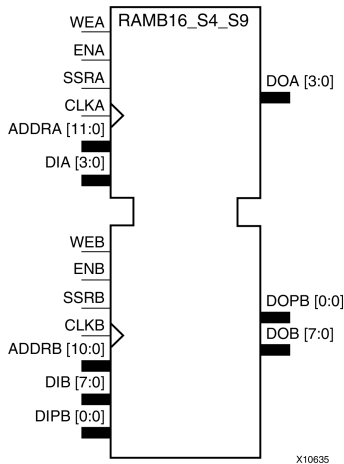 RAMB16_S4_S9
WEA
ENA
SSRA
CLKA
ADDRA [11:0]
DIA [3:0]
DOA [3:0]
WEB
ENB
SSRB
CLKB
ADDRB [10:0]
DIB [7:0]
DIPB [0:0]
DOPB [0:0]
DOB [7:0]
X10635